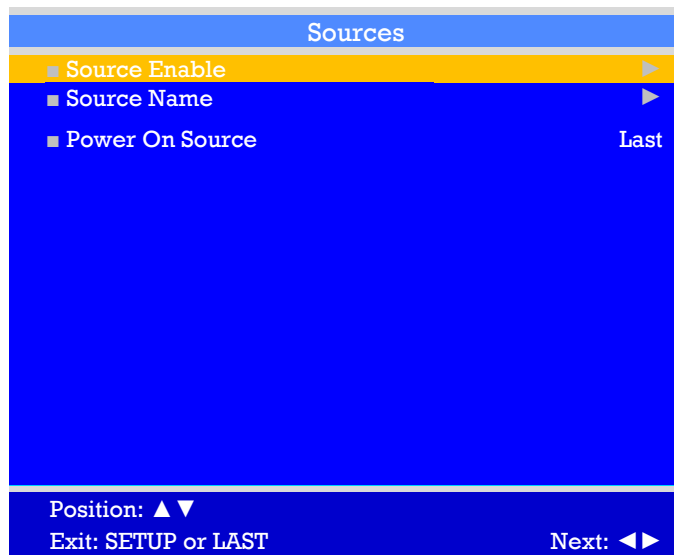 Sources
■ Source Enable ►
■ Source Name ►
■ Power On Source Last
Position: ▲▼
Exit: SETUP or LAST Next: ◄►